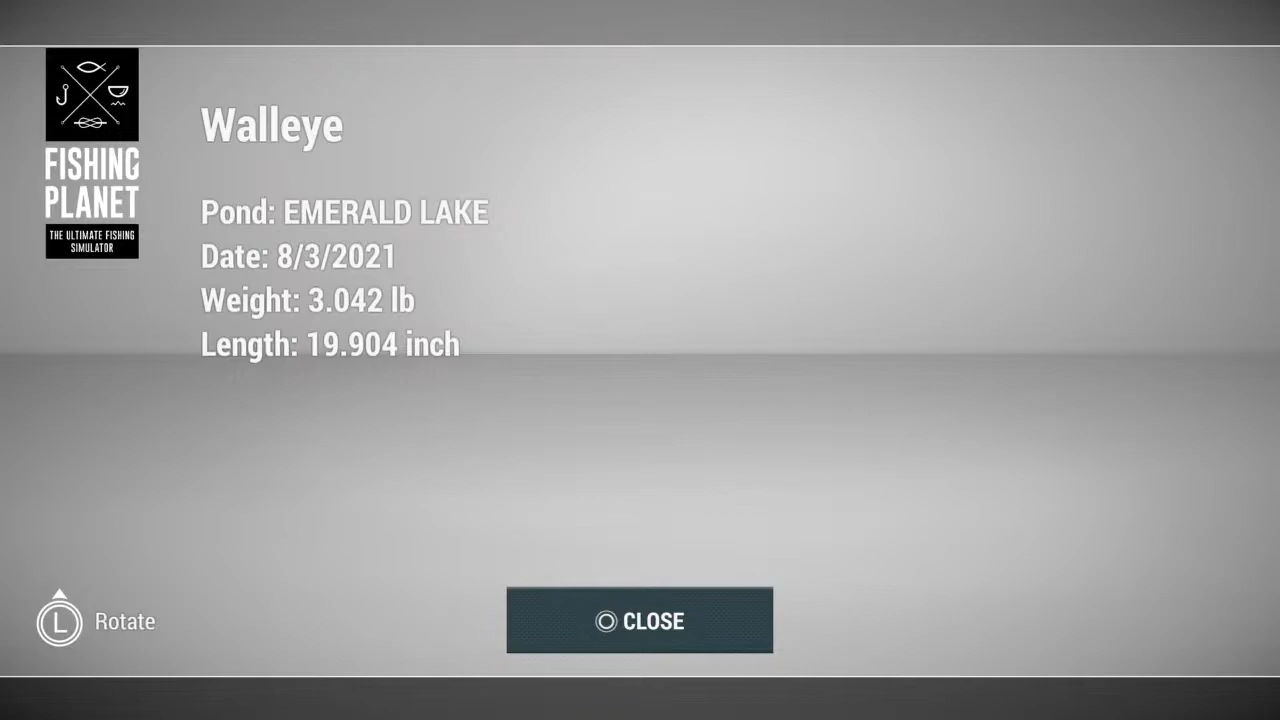 FISHING
PLANET
THE ULTIMATE FISHING
SIMULATOR
Walleye
Pond: EMERALD LAKE
Date: 8/3/2021
Weight: 3.042 lb
Length: 19.904 inch
L Rotate
CLOSE